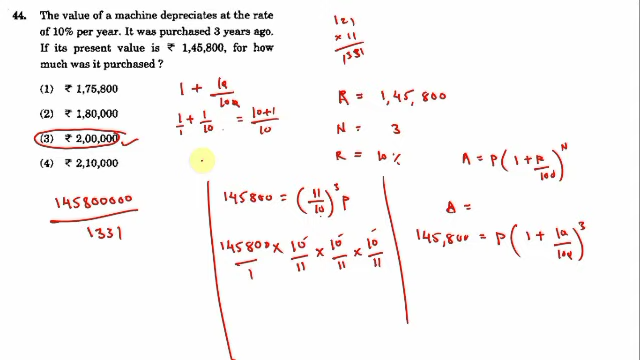 44. The value of a machine depreciates at the rate
of 10% per year. It was purchased 3 years ago.
If its present value is ₹ 1,45,800, for how
much was it purchased ?
(1) ₹ 1,75,800
(2) ₹ 1,80,000
(3) ₹ 2,00,000
(4) ₹ 2,10,000
145800000 / 1331
1 + 10/100
1/1 + 1/10 = 10+1/10
145800 = (11/10)^3 P
145800/1 × 10/11 × 10/11 × 10/11
121
× 11
1331
= 1,45,800
N = 3
R = 10%
A = P(1 + R/100)^N
A =
145,800 = P(1 + 10/100)^3